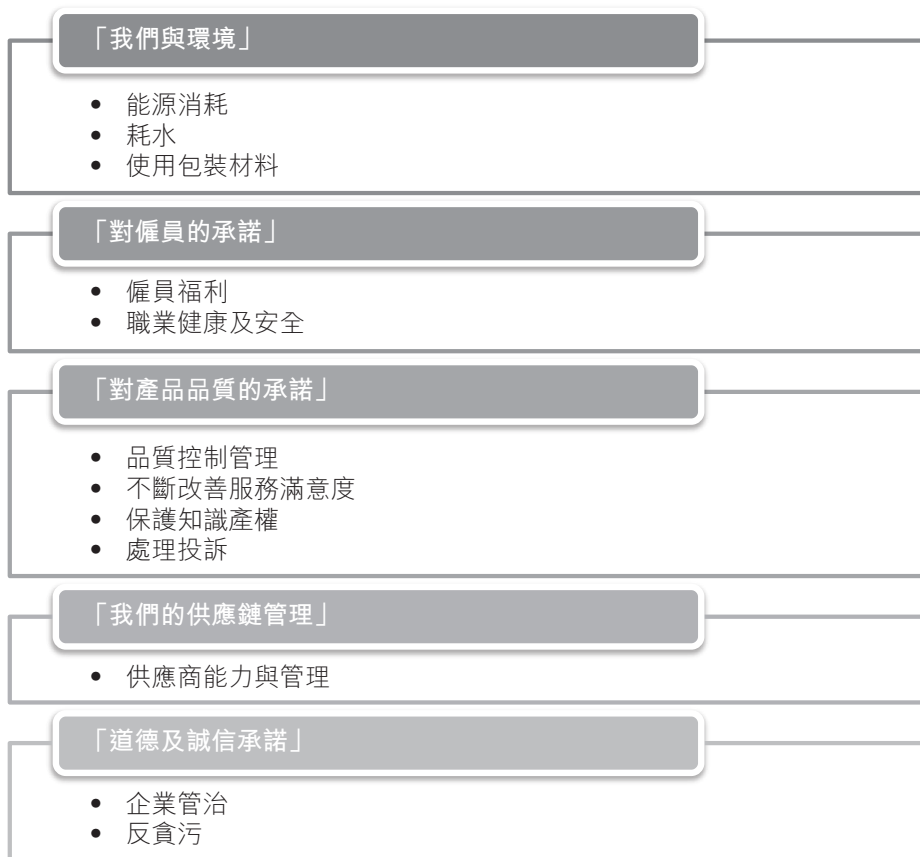 「我們與環境」
• 能源消耗
• 耗水
• 使用包裝材料
「對僱員的承諾」
• 僱員福利
• 職業健康及安全
「對產品品質的承諾」
• 品質控制管理
• 不斷改善服務滿意度
• 保護知識產權
• 處理投訴
「我們的供應鏈管理」
• 供應商能力與管理
「道德及誠信承諾」
• 企業管治
• 反貪污